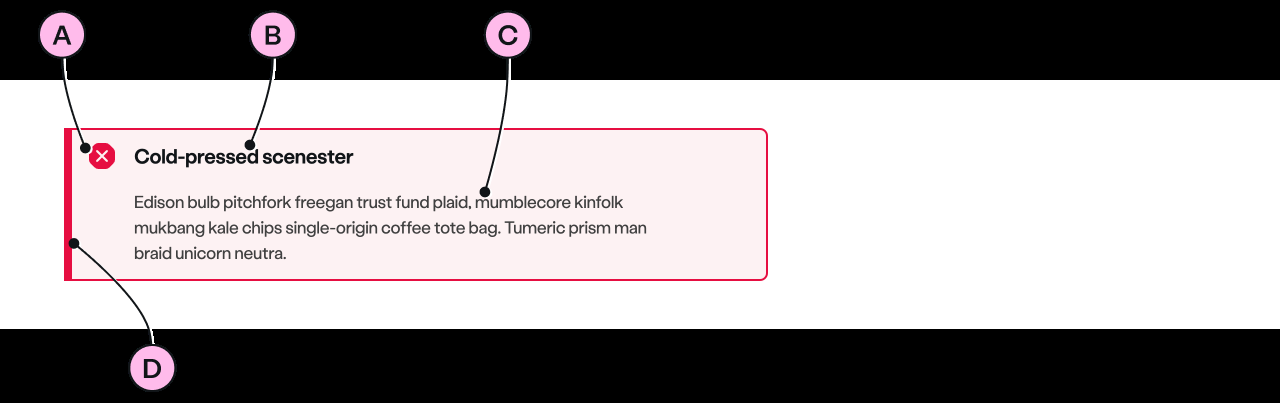 A
B
C
Cold-pressed scenester
Edison bulb pitchfork freegan trust fund plaid, mumblecore kinfolk
mukbang kale chips single-origin coffee tote bag. Tumeric prism man
braid unicorn neutra.
D